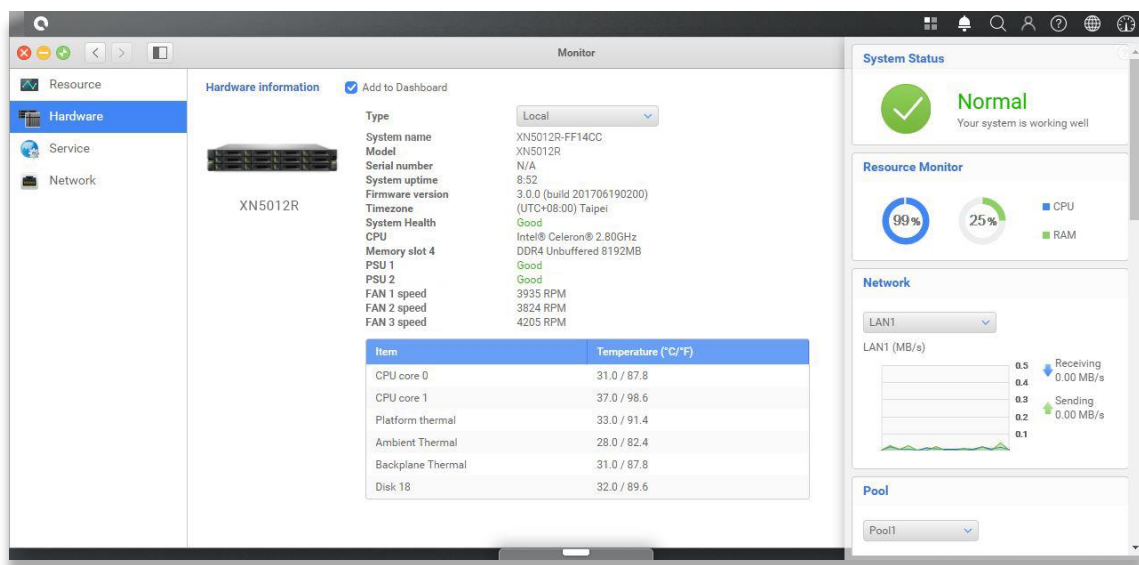 Monitor
Resource
Hardware
Service
Network
Hardware information
Add to Dashboard
XN5012R
Type Local
System name XN5012R-FF14CC
Model XN5012R
Serial number N/A
System uptime 8:52
Firmware version 3.0.0 (build 201706190200)
Timezone (UTC+08:00) Taipei
System Health Good
CPU Intel® Celeron® 2.80GHz
Memory slot 4 DDR4 Unbuffered 8192MB
PSU 1 Good
PSU 2 Good
FAN 1 speed 3935 RPM
FAN 2 speed 3824 RPM
FAN 3 speed 4205 RPM
Item Temperature (°C/°F)
CPU core 0 31.0 / 87.8
CPU core 1 37.0 / 98.6
Platform thermal 33.0 / 91.4
Ambient Thermal 28.0 / 82.4
Backplane Thermal 31.0 / 87.8
Disk 18 32.0 / 89.6
System Status
Normal
Your system is working well
Resource Monitor
99%
25%
CPU
RAM
Network
LAN1
LAN1 (MB/s)
0.5
0.4
0.3
0.2
0.1
Receiving
0.00 MB/s
Sending
0.00 MB/s
Pool
Pool1